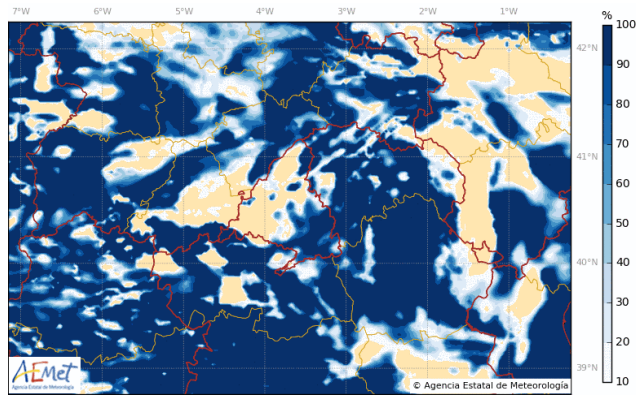 7°W 6°W 5°W 4°W 3°W 2°W 1°W
%
100
42°N
90
80
70
41°N
60
50
40°N
40
30
20
39°N
10
AEMet
Agencia Estatal de Meteorología
© Agencia Estatal de Meteorología